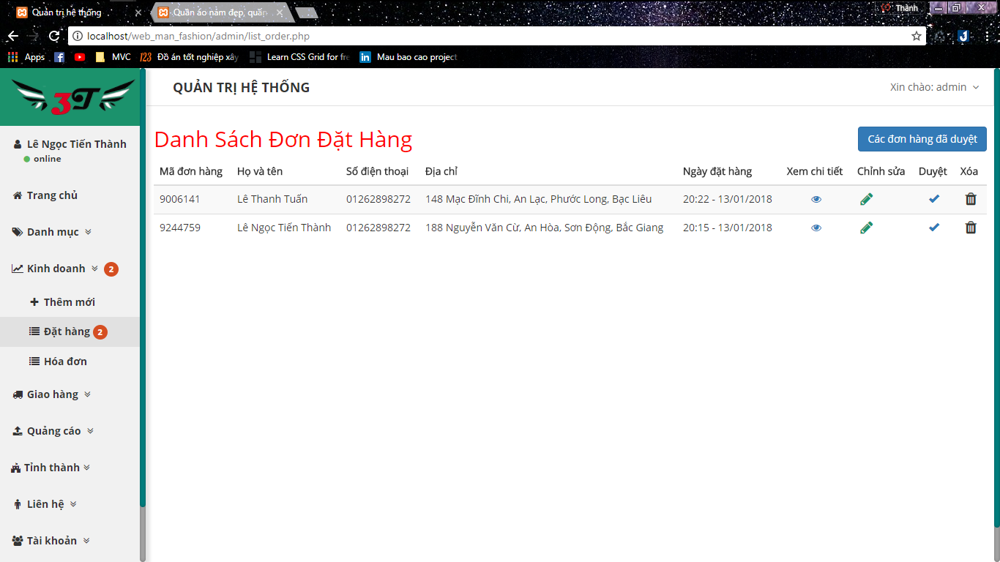 Quản trị hệ thống
Quần áo nam đẹp, quần
Thành
localhost/web_man_fashion/admin/list_order.php
Apps
MVC
123 Đồ án tốt nghiệp xây
Learn CSS Grid for fre
in Mau bao cao project
3T
QUẢN TRỊ HỆ THỐNG
Xin chào: admin
Lê Ngọc Tiến Thành
online
Trang chủ
Danh mục
Kinh doanh 2
Thêm mới
Đặt hàng 2
Hóa đơn
Giao hàng
Quảng cáo
Tỉnh thành
Liên hệ
Tài khoản
Danh Sách Đơn Đặt Hàng
Các đơn hàng đã duyệt
Mã đơn hàng Họ và tên Số điện thoại Địa chỉ Ngày đặt hàng Xem chi tiết Chỉnh sửa Duyệt Xóa
9006141 Lê Thanh Tuấn 01262898272 148 Mạc Đĩnh Chi, An Lạc, Phước Long, Bạc Liêu 20:22 - 13/01/2018
9244759 Lê Ngọc Tiến Thành 01262898272 188 Nguyễn Văn Cừ, An Hòa, Sơn Động, Bắc Giang 20:15 - 13/01/2018